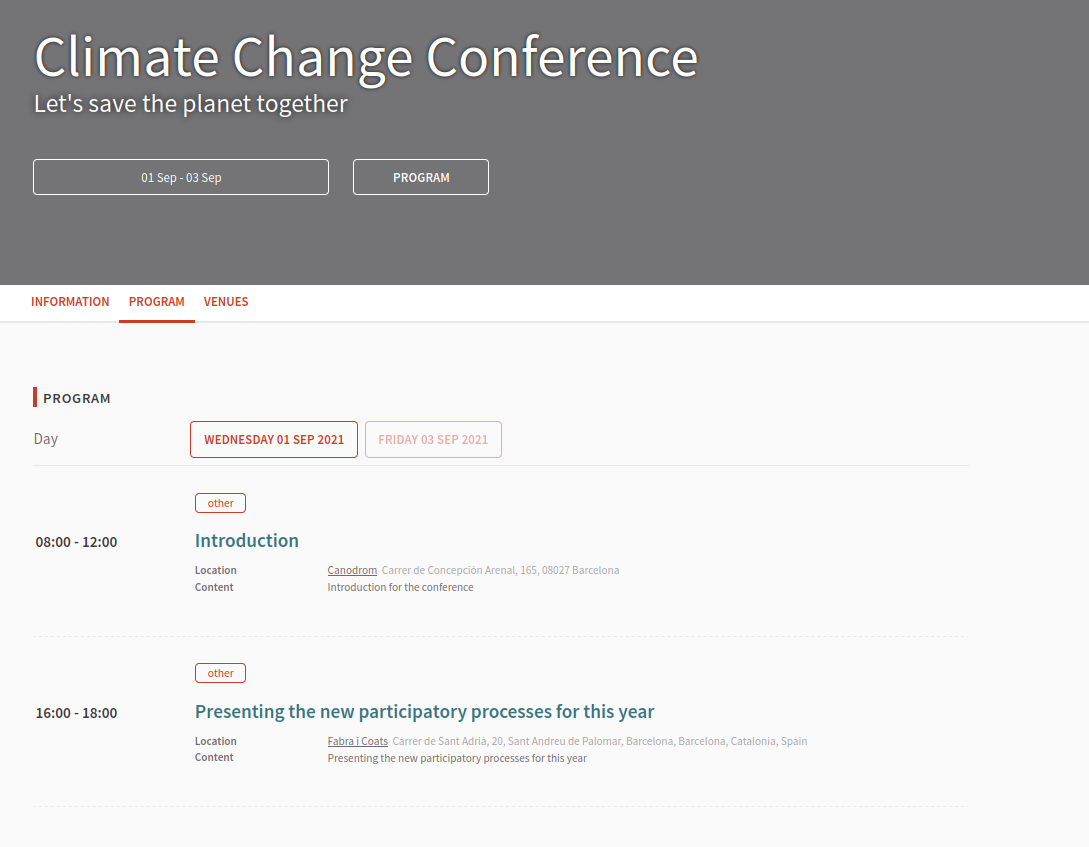 Climate Change Conference
Let's save the planet together
01 Sep - 03 Sep PROGRAM
INFORMATION PROGRAM VENUES
PROGRAM
Day WEDNESDAY 01 SEP 2021 FRIDAY 03 SEP 2021
other
08:00 - 12:00 Introduction
Location Canodrom Carrer de Concepción Arenal, 165, 08027 Barcelona
Content Introduction for the conference
other
16:00 - 18:00 Presenting the new participatory processes for this year
Location Fabra i Coats Carrer de Sant Adrià, 20, Sant Andreu de Palomar, Barcelona, Barcelona, Catalonia, Spain
Content Presenting the new participatory processes for this year